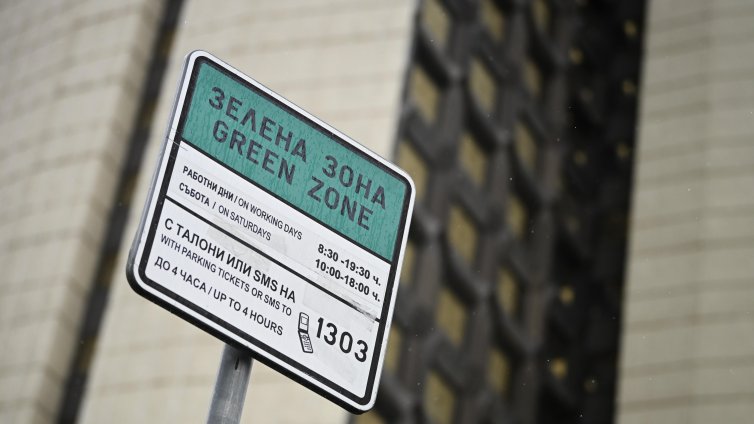 ЗЕЛЕНА ЗОНА
GREEN ZONE
РАБОТНИ ДНИ / ON WORKING DAYS 8:30 -19:30 ч.
СЪБОТА / ON SATURDAYS 10:00-18:00 ч.
С ТАЛОНИ ИЛИ SMS НА
WITH PARKING TICKETS OR SMS TO
ДО 4 ЧАСА / UP TO 4 HOURS 1303